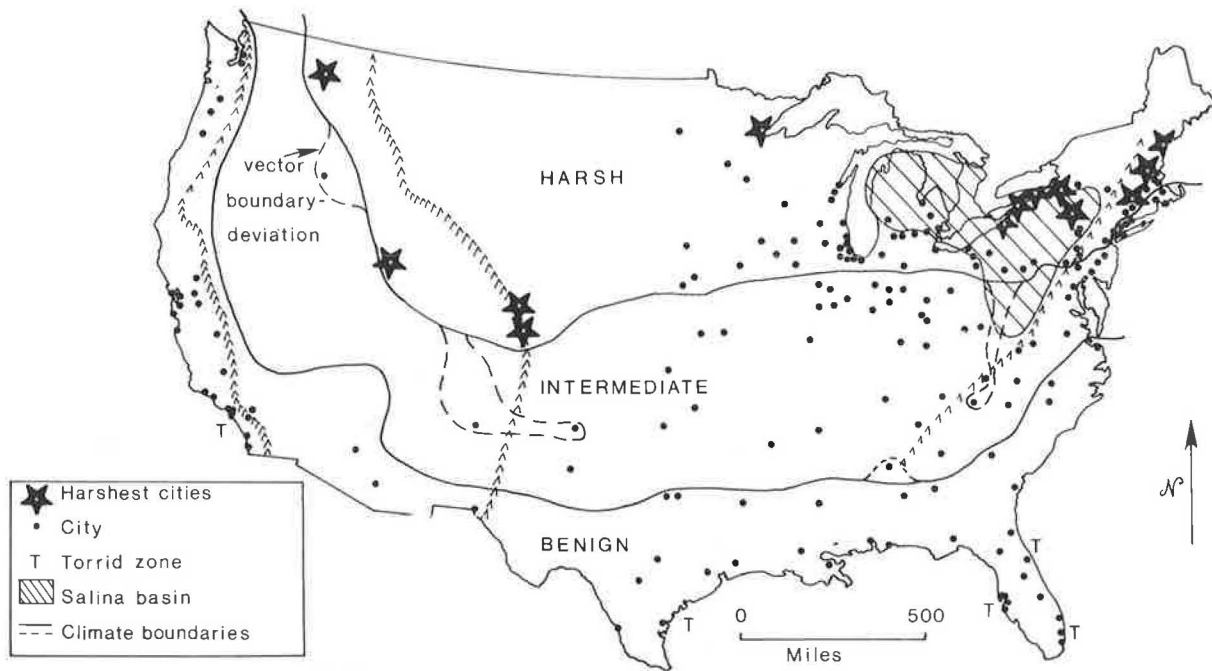 vector
boundary-
deviation
HARSH
INTERMEDIATE
BENIGN
T
T
T
T
T
N
Harshest cities
City
T Torrid zone
Salina basin
Climate boundaries
0 500
Miles